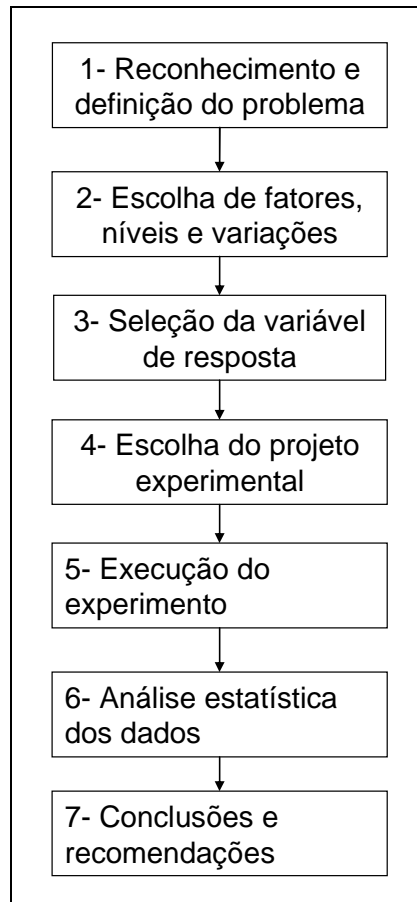 1- Reconhecimento e
definição do problema
2- Escolha de fatores,
níveis e variações
3- Seleção da variável
de resposta
4- Escolha do projeto
experimental
5- Execução do
experimento
6- Análise estatística
dos dados
7- Conclusões e
recomendações